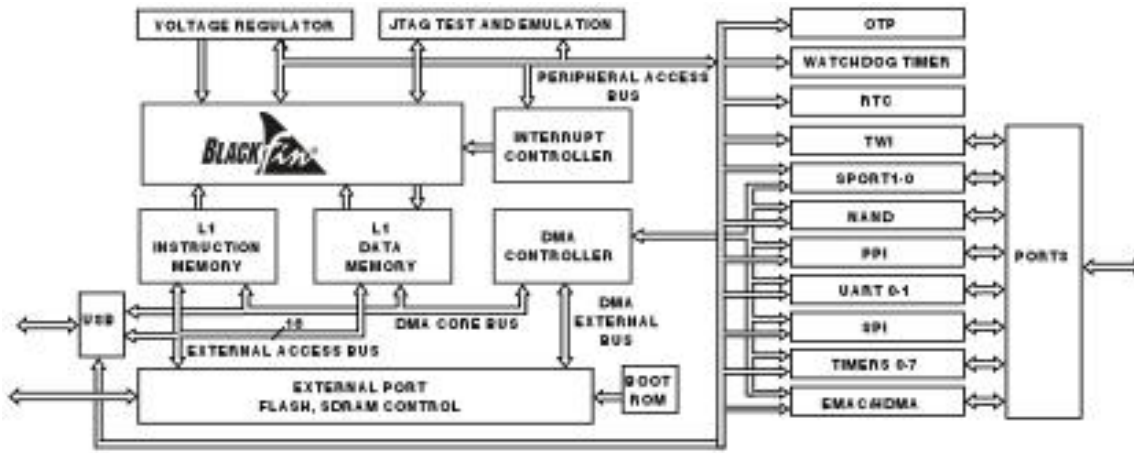 VOLTAGE REGULATOR
JTAG TEST AND EMULATION
PERIPHERAL ACCESS
BUS
BLACKfin
INTERRUPT
CONTROLLER
L1
INSTRUCTION
MEMORY
L1
DATA
MEMORY
DMA
CONTROLLER
USB
16
DMA CORE BUS
EXTERNAL ACCESS BUS
DMA
EXTERNAL
BUS
EXTERNAL PORT
FLASH, SDRAM CONTROL
BOOT
ROM
OTP
WATCHDOG TIMER
RTC
TWI
SPORT1-0
NAND
PPI
UART 0-1
SPI
TIMERS 0-7
EMAC/HDMA
PORTS